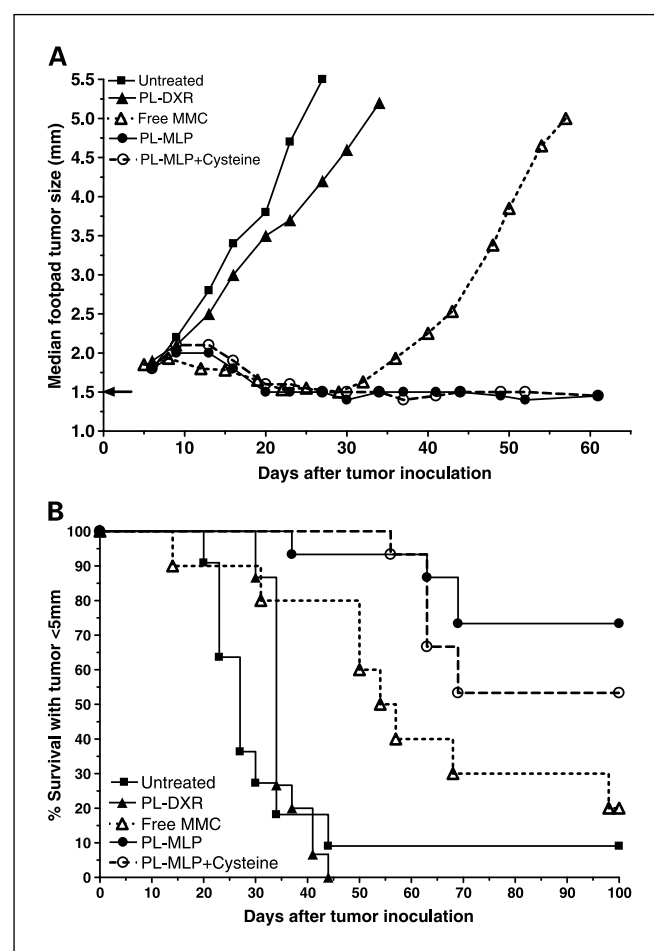 A
Untreated
PL-DXR
Free MMC
PL-MLP
PL-MLP+Cysteine
Median footpad tumor size (mm)
5.5
5.0
4.5
4.0
3.5
3.0
2.5
2.0
1.5
1.0
0 10 20 30 40 50 60
Days after tumor inoculation
B
% Survival with tumor <5mm
100
90
80
70
60
50
40
30
20
10
0
Untreated
PL-DXR
Free MMC
PL-MLP
PL-MLP+Cysteine
0 10 20 30 40 50 60 70 80 90 100
Days after tumor inoculation